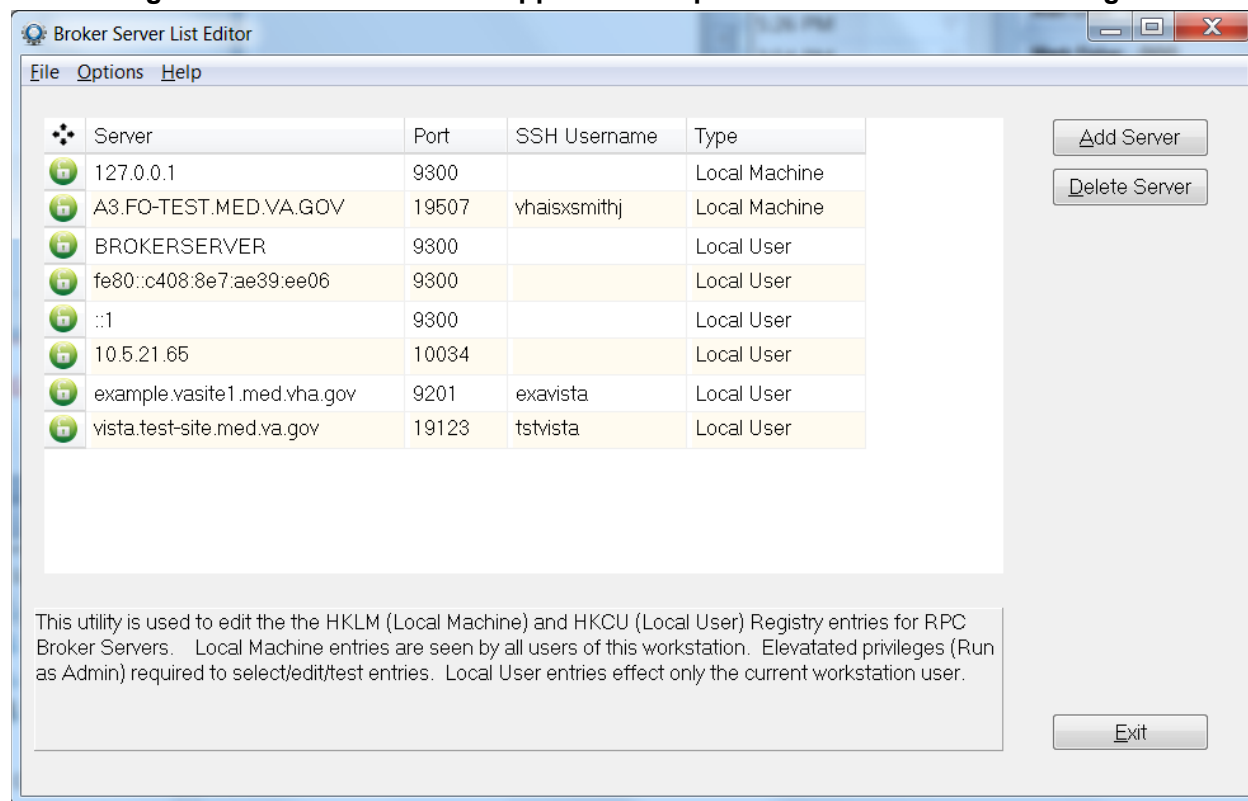 Broker Server List Editor
File Options Help
Server Port SSH Username Type
127.0.0.1 9300 Local Machine
A3.FO-TEST.MED.VA.GOV 19507 vhaisxsmithj Local Machine
BROKERSERVER 9300 Local User
fe80::c408:8e7:ae39:ee06 9300 Local User
::1 9300 Local User
10.5.21.65 10034 Local User
example.vasite1.med.vha.gov 9201 exavista Local User
vista.test-site.med.va.gov 19123 tstvista Local User
Add Server
Delete Server
This utility is used to edit the the HKLM (Local Machine) and HKCU (Local User) Registry entries for RPC
Broker Servers. Local Machine entries are seen by all users of this workstation. Elevatated privileges (Run
as Admin) required to select/edit/test entries. Local User entries effect only the current workstation user.
Exit